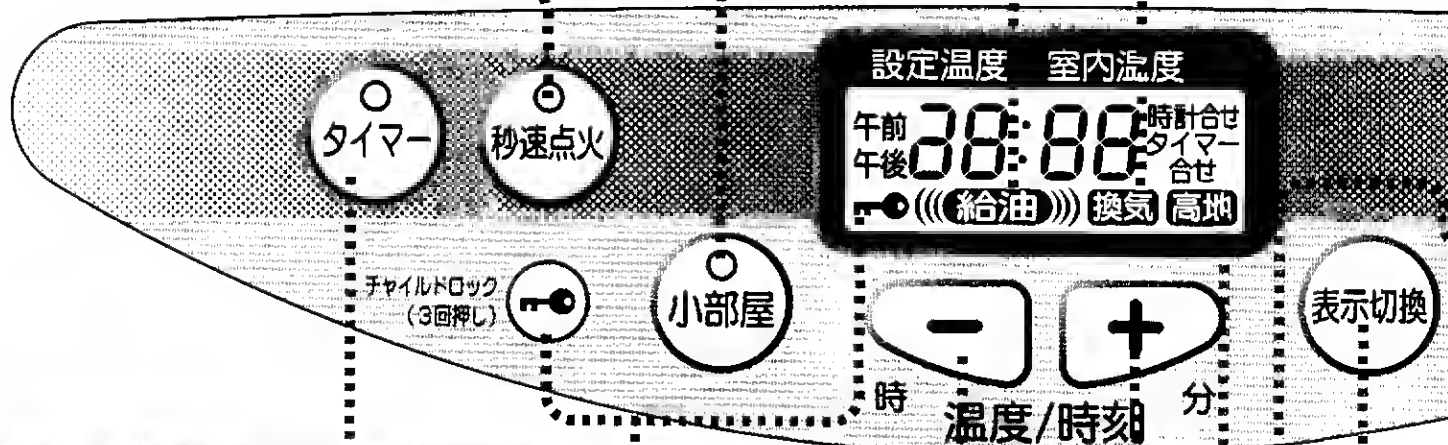 設定温度 室内温度
午前 38:88 時計合せ
午後 タイマー
合せ
給油 換気 高地
タイマー
秒速点火
チャイルドロック
(3回押し)
小部屋
− +
時 分
温度/時刻
表示切換